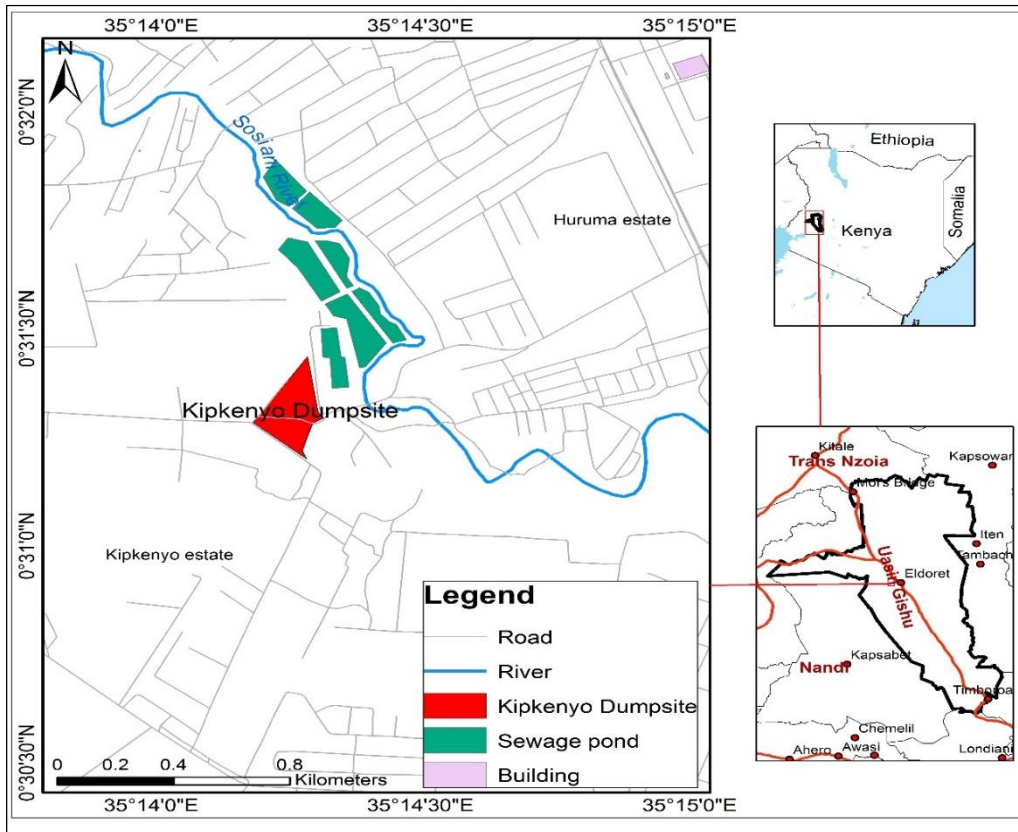 35°14'0"E
35°14'30"E
35°15'0"E
N
0°32'0"N
0°31'30"N
0°31'0"N
0°30'30"N
Sosiani River
Huruma estate
Kipkenyo Dumpsite
Kipkenyo estate
Legend
Road
River
Kipkenyo Dumpsite
Sewage pond
Building
0 0.2 0.4 0.8
Kilometers
35°14'0"E
35°14'30"E
35°15'0"E
Ethiopia
Somalia
Kenya
Kitale
Trans Nzoia
Kapsowar
Moi's Bridge
Iten
Tambach
Uasin Gishu
Eldoret
Kapsabet
Nandi
Timboroa
Chemelil
Ahero
Awasi
Londiani